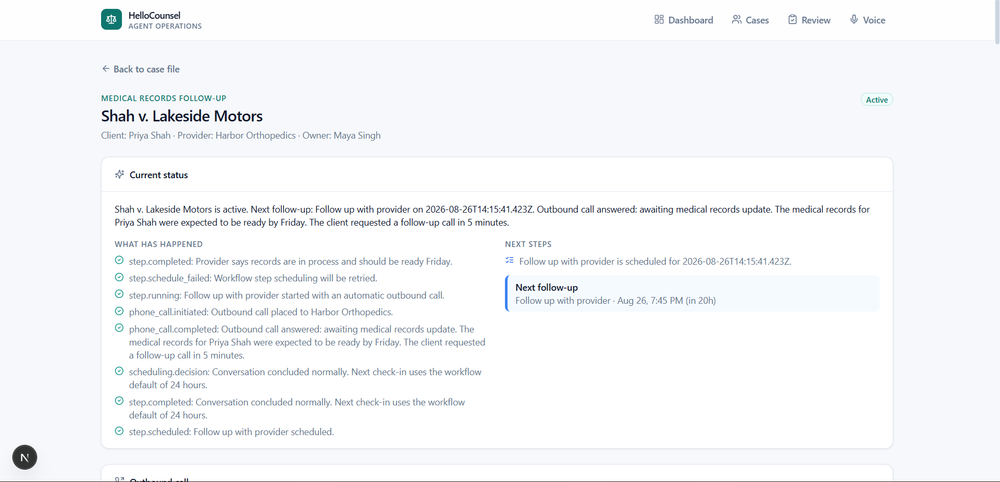 HelloCounsel
AGENT OPERATIONS
Dashboard
Cases
Review
Voice
Back to case file
MEDICAL RECORDS FOLLOW-UP
Active
Shah v. Lakeside Motors
Client: Priya Shah · Provider: Harbor Orthopedics · Owner: Maya Singh
Current status
Shah v. Lakeside Motors is active. Next follow-up: Follow up with provider on 2026-08-26T14:15:41.423Z. Outbound call answered: awaiting medical records update. The medical records for
Priya Shah were expected to be ready by Friday. The client requested a follow-up call in 5 minutes.
WHAT HAS HAPPENED
step.completed: Provider says records are in process and should be ready Friday.
step.schedule_failed: Workflow step scheduling will be retried.
step.running: Follow up with provider started with an automatic outbound call.
phone_call.initiated: Outbound call placed to Harbor Orthopedics.
phone_call.completed: Outbound call answered: awaiting medical records update. The
medical records for Priya Shah were expected to be ready by Friday. The client requested
a follow-up call in 5 minutes.
scheduling.decision: Conversation concluded normally. Next check-in uses the workflow
default of 24 hours.
step.completed: Conversation concluded normally. Next check-in uses the workflow
default of 24 hours.
step.scheduled: Follow up with provider scheduled.
NEXT STEPS
Follow up with provider is scheduled for 2026-08-26T14:15:41.423Z.
Next follow-up
Follow up with provider · Aug 26, 7:45 PM (in 20h)
N
Outbound call